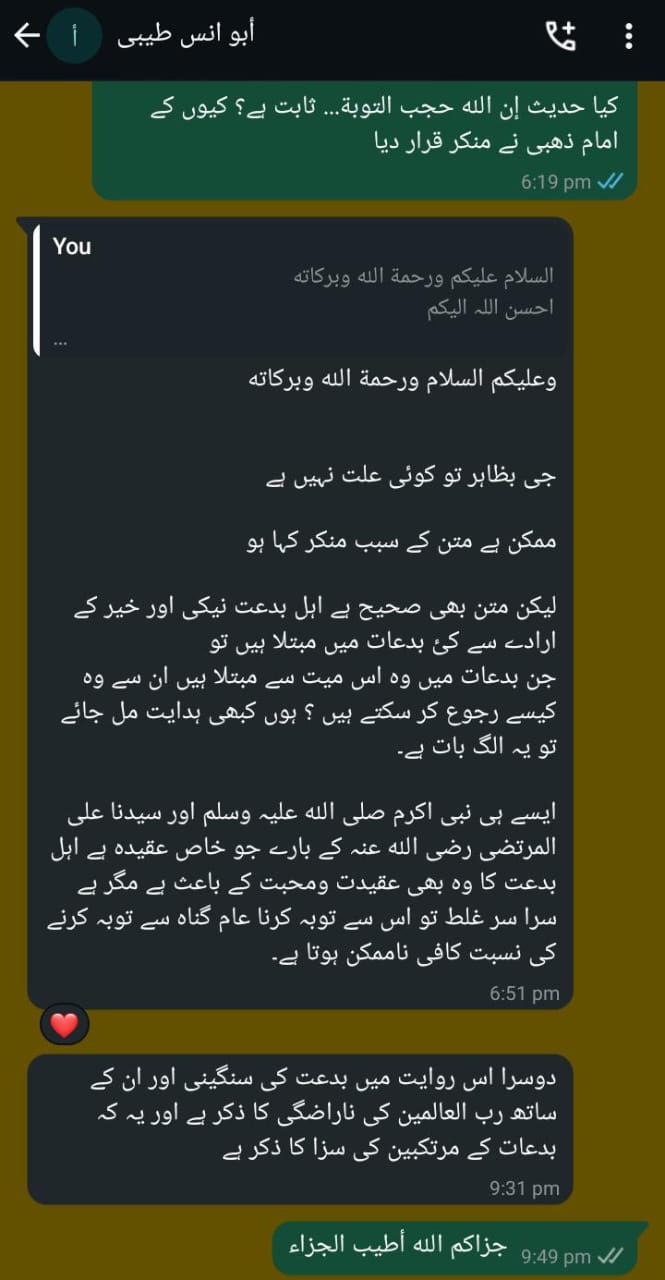 أبو انس طیبی
أ
کیا حدیث إن الله حجب التوبة... ثابت ہے؟ کیوں کے
امام ذھبی نے منکر قرار دیا
6:19 pm
You
السلام عليكم ورحمة الله وبركاته
احسن اللہ الیکم
...
وعليكم السلام ورحمة الله وبركاته
جی بظاہر تو کوئی علت نہیں ہے
ممکن ہے متن کے سبب منکر کہا ہو
لیکن متن بھی صحیح ہے اہل بدعت نیکی اور خیر کے
ارادے سے کئ بدعات میں مبتلا ہیں تو
جن بدعات میں وہ اس میت سے مبتلا ہیں ان سے وہ
کیسے رجوع کر سکتے ہیں ؟ ہوں کبھی ہدایت مل جائے
تو یہ الگ بات ہے۔
ایسے ہی نبی اکرم صلی الله علیہ وسلم اور سیدنا علی
المرتضی رضی الله عنہ کے بارے جو خاص عقیدہ ہے اہل
بدعت کا وہ بھی عقیدت ومحبت کے باعث ہے مگر ہے
سرا سر غلط تو اس سے توبہ کرنا عام گناہ سے توبہ کرنے
کی نسبت کافی ناممکن ہوتا ہے۔
6:51 pm
دوسرا اس روایت میں بدعت کی سنگینی اور ان کے
ساتھ رب العالمین کی ناراضگی کا ذکر ہے اور یہ کہ
بدعات کے مرتکبین کی سزا کا ذکر ہے
9:31 pm
جزاكم الله أطيب الجزاء
9:49 pm